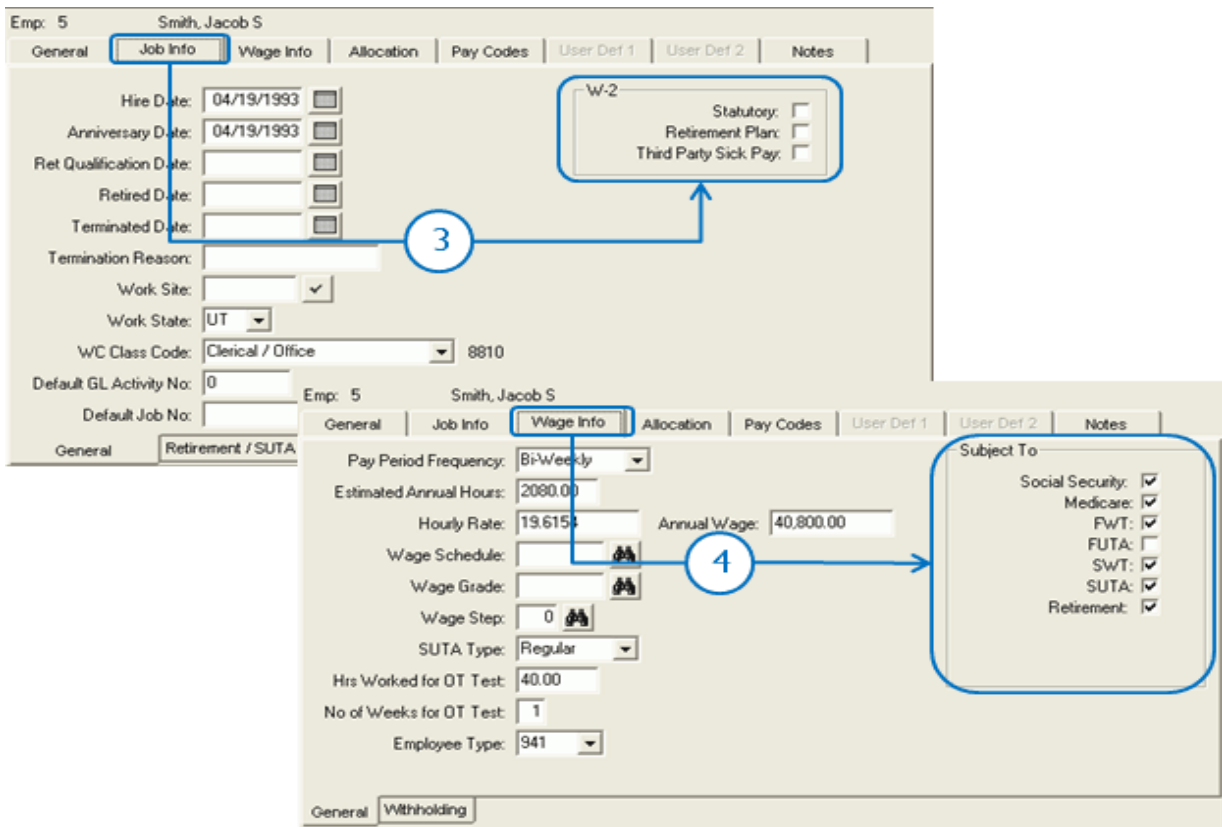 Emp: 5 Smith, Jacob S
General Job Info Wage Info Allocation Pay Codes User Def 1 User Def 2 Notes
Hire Date: 04/19/1993
Anniversary Date: 04/19/1993
Ret Qualification Date:
Retired Date:
Terminated Date:
Termination Reason:
Work Site:
Work State: UT
WC Class Code: Clerical / Office 8810
Default GL Activity No: 0
Default Job No:
General Retirement / SUTA
W-2
Statutory:
Retirement Plan:
Third Party Sick Pay:
3
Emp: 5 Smith, Jacob S
General Job Info Wage Info Allocation Pay Codes User Def 1 User Def 2 Notes
Pay Period Frequency: Bi-Weekly
Estimated Annual Hours: 2080.00
Hourly Rate: 19.6154 Annual Wage: 40,800.00
Wage Schedule:
Wage Grade:
Wage Step: 0
SUTA Type: Regular
Hrs Worked for OT Test: 40.00
No of Weeks for OT Test: 1
Employee Type: 941
General Withholding
4
Subject To
Social Security:
Medicare:
FWT:
FUTA:
SWT:
SUTA:
Retirement: